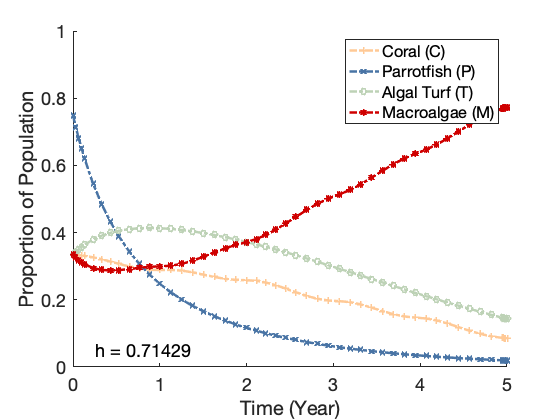 1
0.8
0.6
0.4
0.2
0
0 1 2 3 4 5
Proportion of Population
Time (Year)
Coral (C)
Parrotfish (P)
Algal Turf (T)
Macroalgae (M)
h = 0.71429